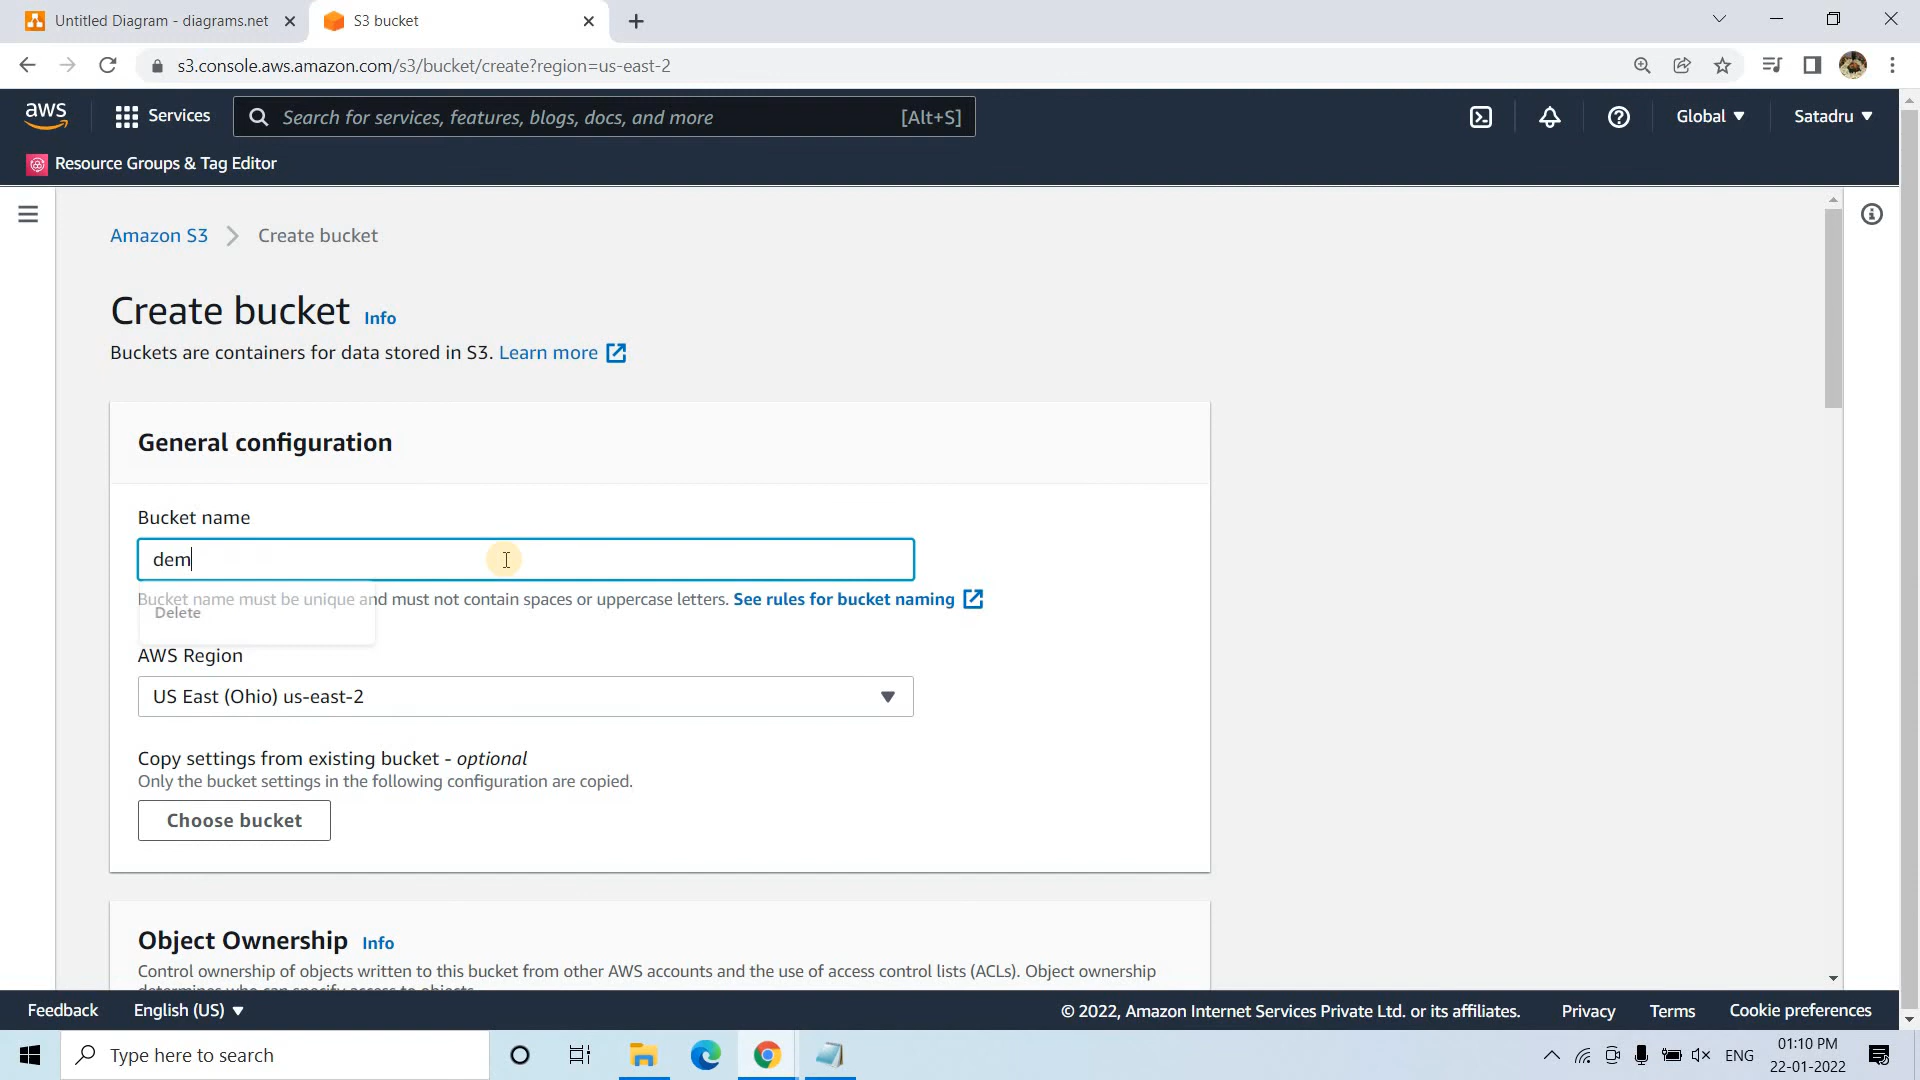 Untitled Diagram - diagrams.net
S3 bucket
s3.console.aws.amazon.com/s3/bucket/create?region=us-east-2
aws
Services
Search for services, features, blogs, docs, and more
[Alt+S]
Global
Satadru
Resource Groups & Tag Editor
Amazon S3
Create bucket
Create bucket
Info
Buckets are containers for data stored in S3. Learn more
General configuration
Bucket name
dem
Bucket name must be unique and must not contain spaces or uppercase letters. See rules for bucket naming
Delete
AWS Region
US East (Ohio) us-east-2
Copy settings from existing bucket - optional
Only the bucket settings in the following configuration are copied.
Choose bucket
Object Ownership
Info
Control ownership of objects written to this bucket from other AWS accounts and the use of access control lists (ACLs). Object ownership
determines who can specify access to objects.
Feedback
English (US)
© 2022, Amazon Internet Services Private Ltd. or its affiliates.
Privacy
Terms
Cookie preferences
Type here to search
ENG
01:10 PM
22-01-2022